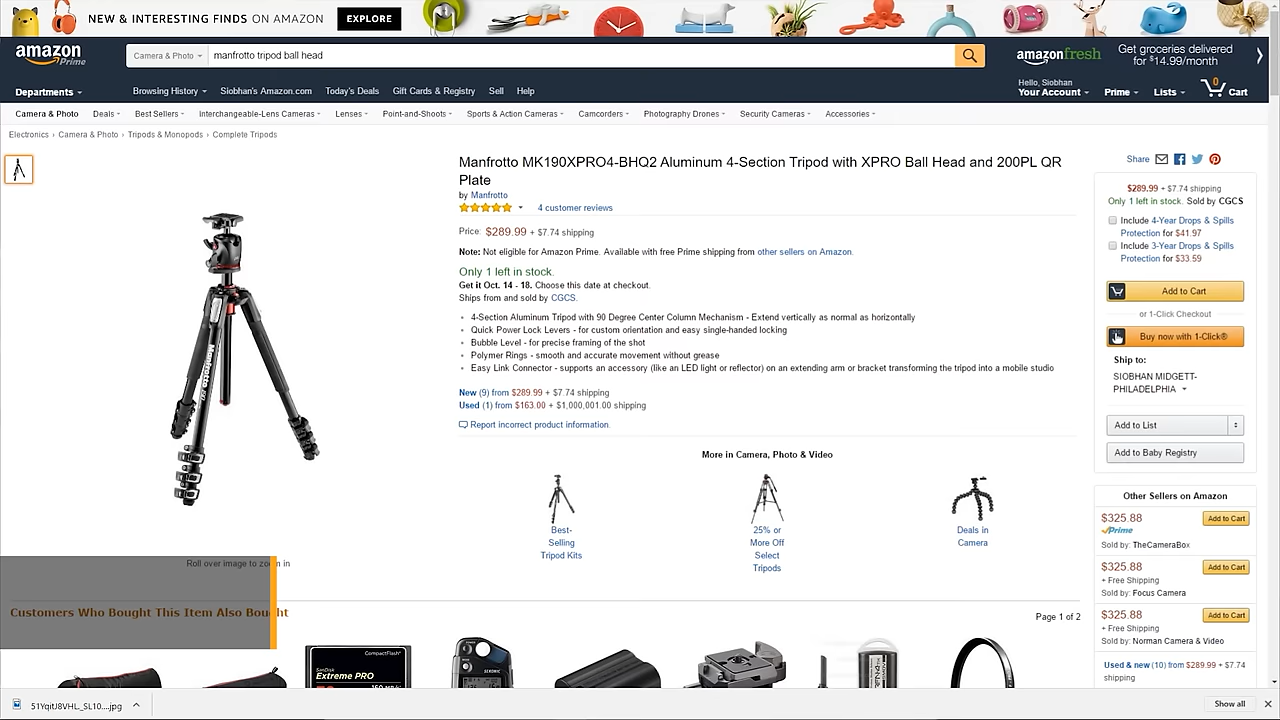 NEW & INTERESTING FINDS ON AMAZON EXPLORE
amazon Prime
Camera & Photo
manfrotto tripod ball head
amazonfresh
Get groceries delivered
for $14.99/month
Departments
Browsing History
Siobhan's Amazon.com
Today's Deals
Gift Cards & Registry
Sell
Help
Hello, Siobhan
Your Account
Prime
Lists
0
Cart
Camera & Photo
Deals
Best Sellers
Interchangeable-Lens Cameras
Lenses
Point-and-Shoots
Sports & Action Cameras
Camcorders
Photography Drones
Security Cameras
Accessories
Electronics › Camera & Photo › Tripods & Monopods › Complete Tripods
Manfrotto
Roll over image to zoom in
Manfrotto MK190XPRO4-BHQ2 Aluminum 4-Section Tripod with XPRO Ball Head and 200PL QR
Plate
by Manfrotto
4 customer reviews
Price: $289.99 + $7.74 shipping
Note: Not eligible for Amazon Prime. Available with free Prime shipping from other sellers on Amazon.
Only 1 left in stock.
Get it Oct. 14 - 18. Choose this date at checkout.
Ships from and sold by CGCS.
• 4-Section Aluminum Tripod with 90 Degree Center Column Mechanism - Extend vertically as normal as horizontally
• Quick Power Lock Levers - for custom orientation and easy single-handed locking
• Bubble Level - for precise framing of the shot
• Polymer Rings - smooth and accurate movement without grease
• Easy Link Connector - supports an accessory (like an LED light or reflector) on an extending arm or bracket transforming the tripod into a mobile studio
New (9) from $289.99 + $7.74 shipping
Used (1) from $163.00 + $1,000,001.00 shipping
Report incorrect product information.
More in Camera, Photo & Video
Best-
Selling
Tripod Kits
25% or
More Off
Select
Tripods
Deals in
Camera
Share
$289.99 + $7.74 shipping
Only 1 left in stock. Sold by CGCS
Include 4-Year Drops & Spills
Protection for $41.97
Include 3-Year Drops & Spills
Protection for $33.59
Add to Cart
or 1-Click Checkout
Buy now with 1-Click®
Ship to:
SIOBHAN MIDGETT-
PHILADELPHIA
Add to List
Add to Baby Registry
Other Sellers on Amazon
$325.88 Add to Cart
Prime
Sold by: TheCameraBox
$325.88 Add to Cart
+ Free Shipping
Sold by: Focus Camera
$325.88 Add to Cart
+ Free Shipping
Sold by: Norman Camera & Video
Used & new (10) from $289.99 + $7.74
shipping
Customers Who Bought This Item Also Bought
Page 1 of 2
CompactFlash
SanDisk
Extreme PRO
SEKONIC
51YqitJ8VHL._SL10....jpg
Show all